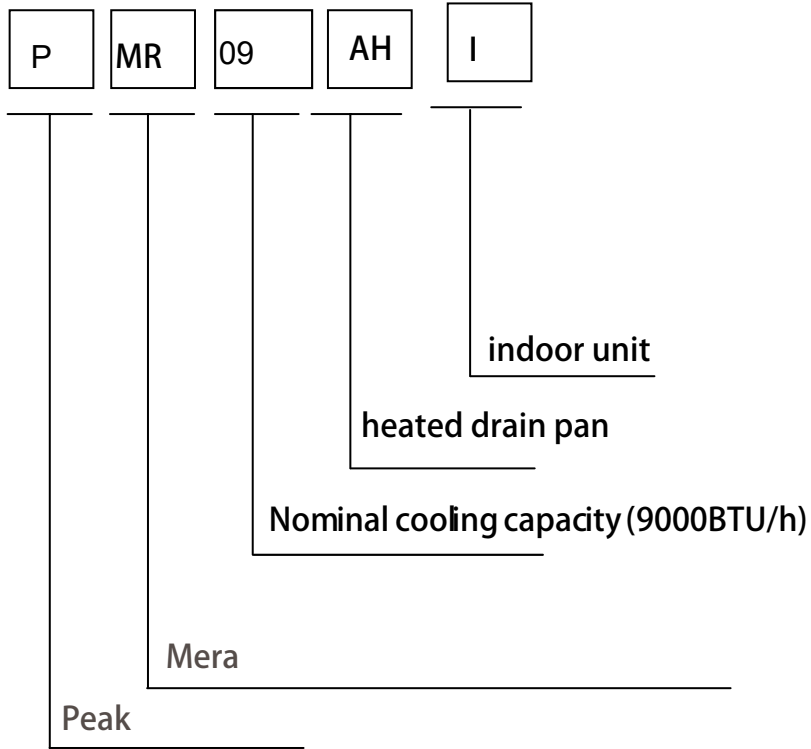 P MR 09 AH I
indoor unit
heated drain pan
Nominal cooling capacity (9000BTU/h)
Mera
Peak